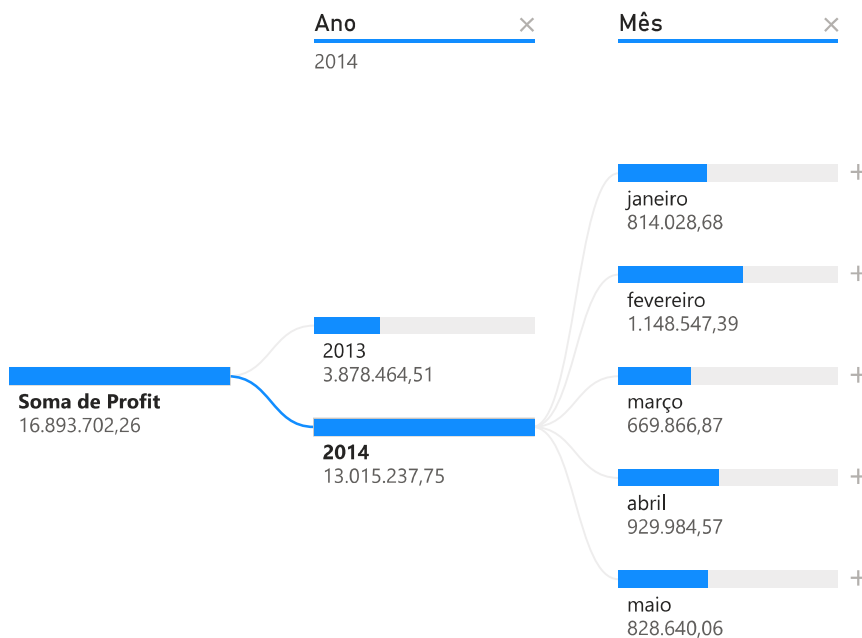 Ano
2014
Mês
Soma de Profit
16.893.702,26
2013
3.878.464,51
2014
13.015.237,75
janeiro
814.028,68
fevereiro
1.148.547,39
março
669.866,87
abril
929.984,57
maio
828.640,06